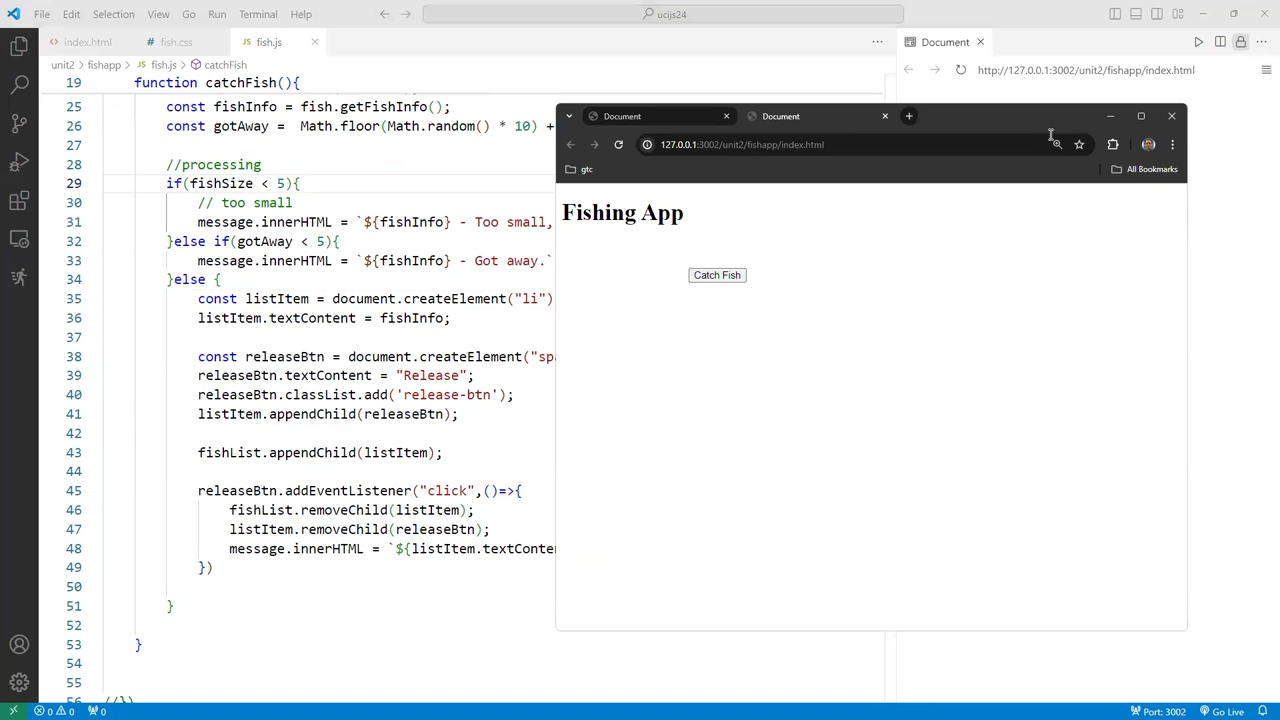 File Edit Selection View Go Run Terminal Help
ucijs24
index.html
fish.css
fish.js
Document
unit2 > fishapp > fish.js > catchFish
http://127.0.0.1:3002/unit2/fishapp/index.html
19 function catchFish(){
25 const fishInfo = fish.getFishInfo();
26 const gotAway = Math.floor(Math.random() * 10) +
27
28 //processing
29 if(fishSize < 5){
30 // too small
31 message.innerHTML = `${fishInfo} - Too small,
32 }else if(gotAway < 5){
33 message.innerHTML = `${fishInfo} - Got away.`
34 }else {
35 const listItem = document.createElement("li")
36 listItem.textContent = fishInfo;
37
38 const releaseBtn = document.createElement("spa
39 releaseBtn.textContent = "Release";
40 releaseBtn.classList.add('release-btn');
41 listItem.appendChild(releaseBtn);
42
43 fishList.appendChild(listItem);
44
45 releaseBtn.addEventListener("click",()=>{
46 fishList.removeChild(listItem);
47 listItem.removeChild(releaseBtn);
48 message.innerHTML = `${listItem.textConte
49 })
50
51 }
52
53 }
54
55
56 //})
Document
Document
127.0.0.1:3002/unit2/fishapp/index.html
gtc
All Bookmarks
Fishing App
Catch Fish
0 0 0
Port: 3002
Go Live